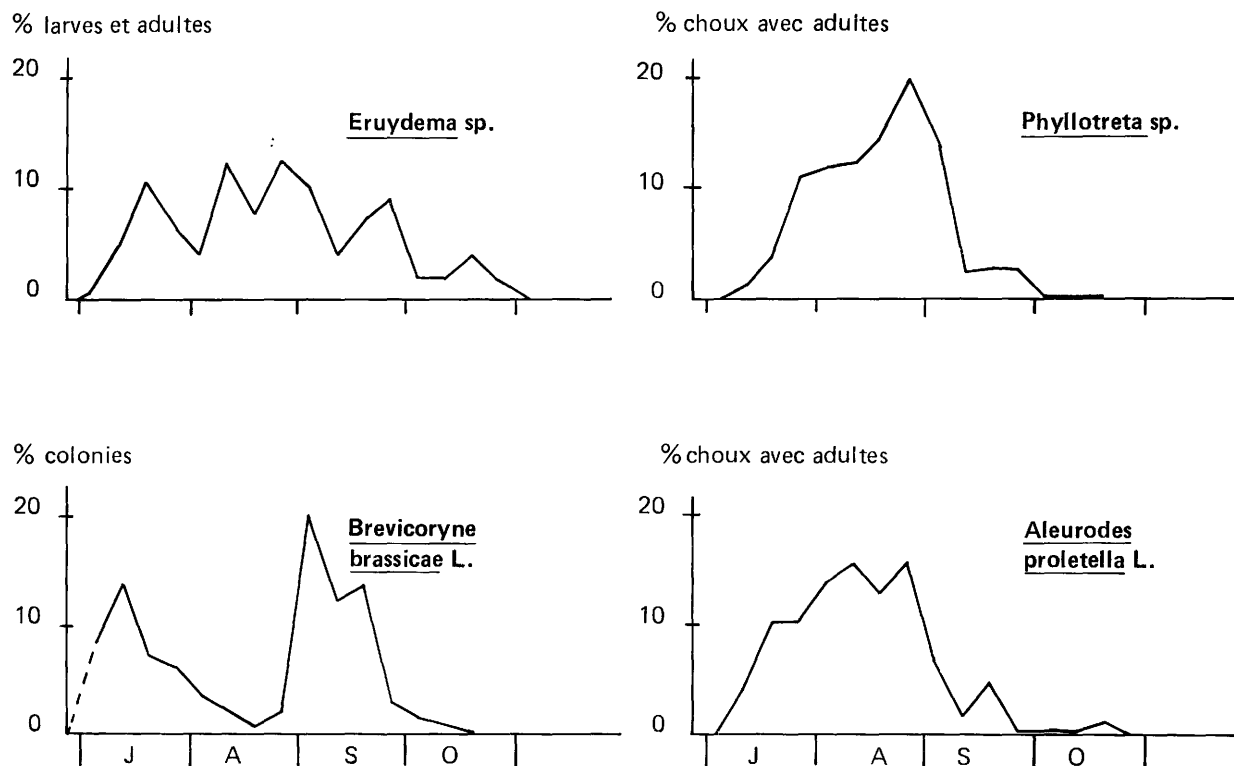 % larves et adultes
20
10
0
Eruydema sp.
% choux avec adultes
20
10
0
Phyllotreta sp.
% colonies
20
10
0
Brevicoryne
brassicae L.
J A S O
% choux avec adultes
20
10
0
Aleurodes
proletella L.
J A S O